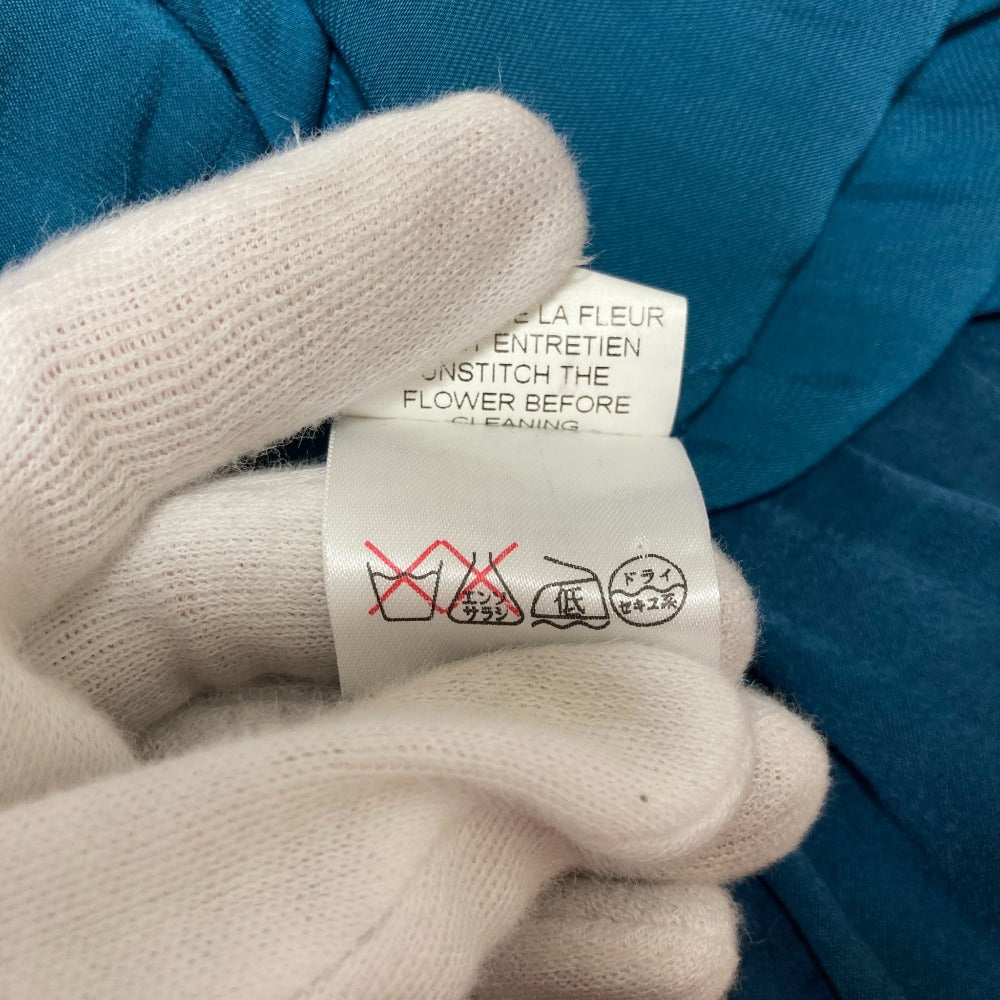 LA FLEUR
ENTRETIEN
UNSTITCH THE
FLOWER BEFORE
CLEANING
エンソ
サラシ
低
ドライ
セキユ系